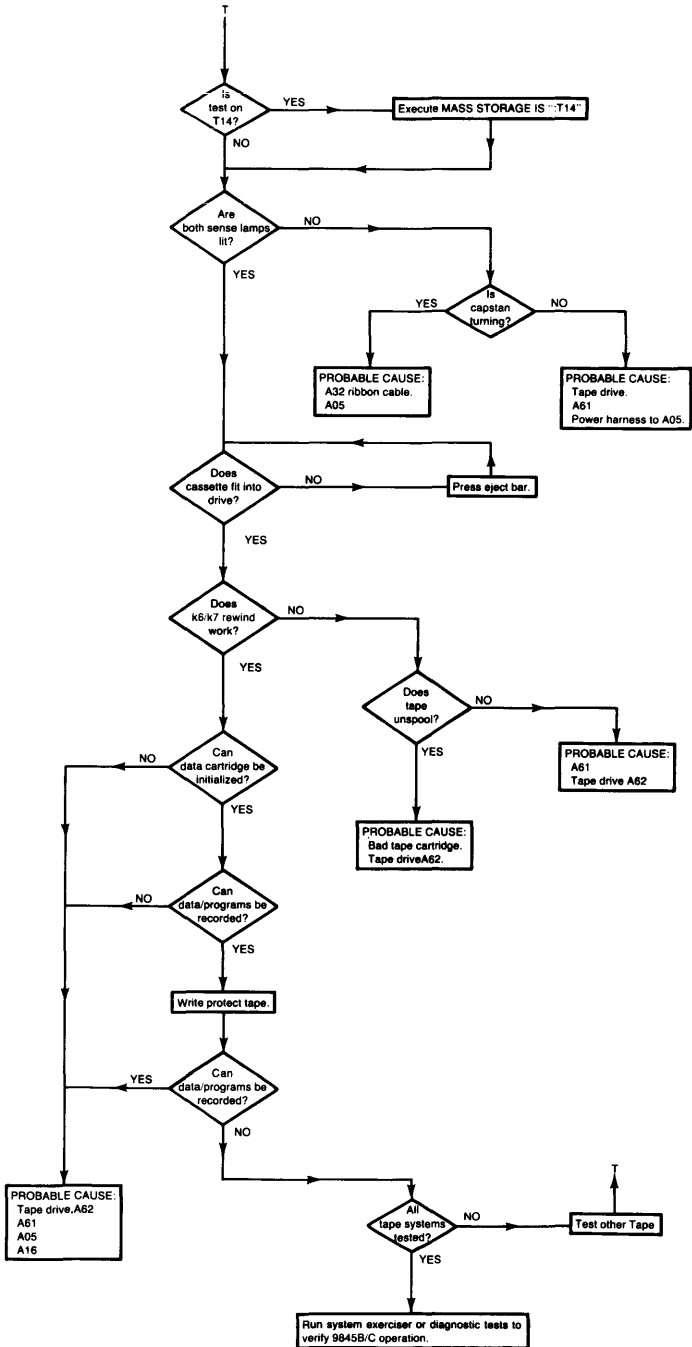 T
Is
test on
T14?
YES
Execute MASS STORAGE IS ":T14"
NO
Are
both sense lamps
lit?
NO
YES
Is
capstan
turning?
YES
NO
PROBABLE CAUSE:
A32 ribbon cable.
A05
PROBABLE CAUSE:
Tape drive.
A61
Power harness to A05.
Does
cassette fit into
drive?
NO
Press eject bar.
YES
Does
k6/k7 rewind
work?
NO
YES
Does
tape
unspool?
NO
YES
PROBABLE CAUSE:
A61
Tape drive A62
PROBABLE CAUSE:
Bad tape cartridge.
Tape driveA62.
Can
data cartridge be
initialized?
NO
YES
Can
data/programs be
recorded?
NO
YES
Write protect tape.
Can
data/programs be
recorded?
YES
NO
PROBABLE CAUSE:
Tape drive,A62
A61
A05
A16
All
tape systems
tested?
NO
Test other Tape
T
YES
Run system exerciser or diagnostic tests to
verify 9845B/C operation.